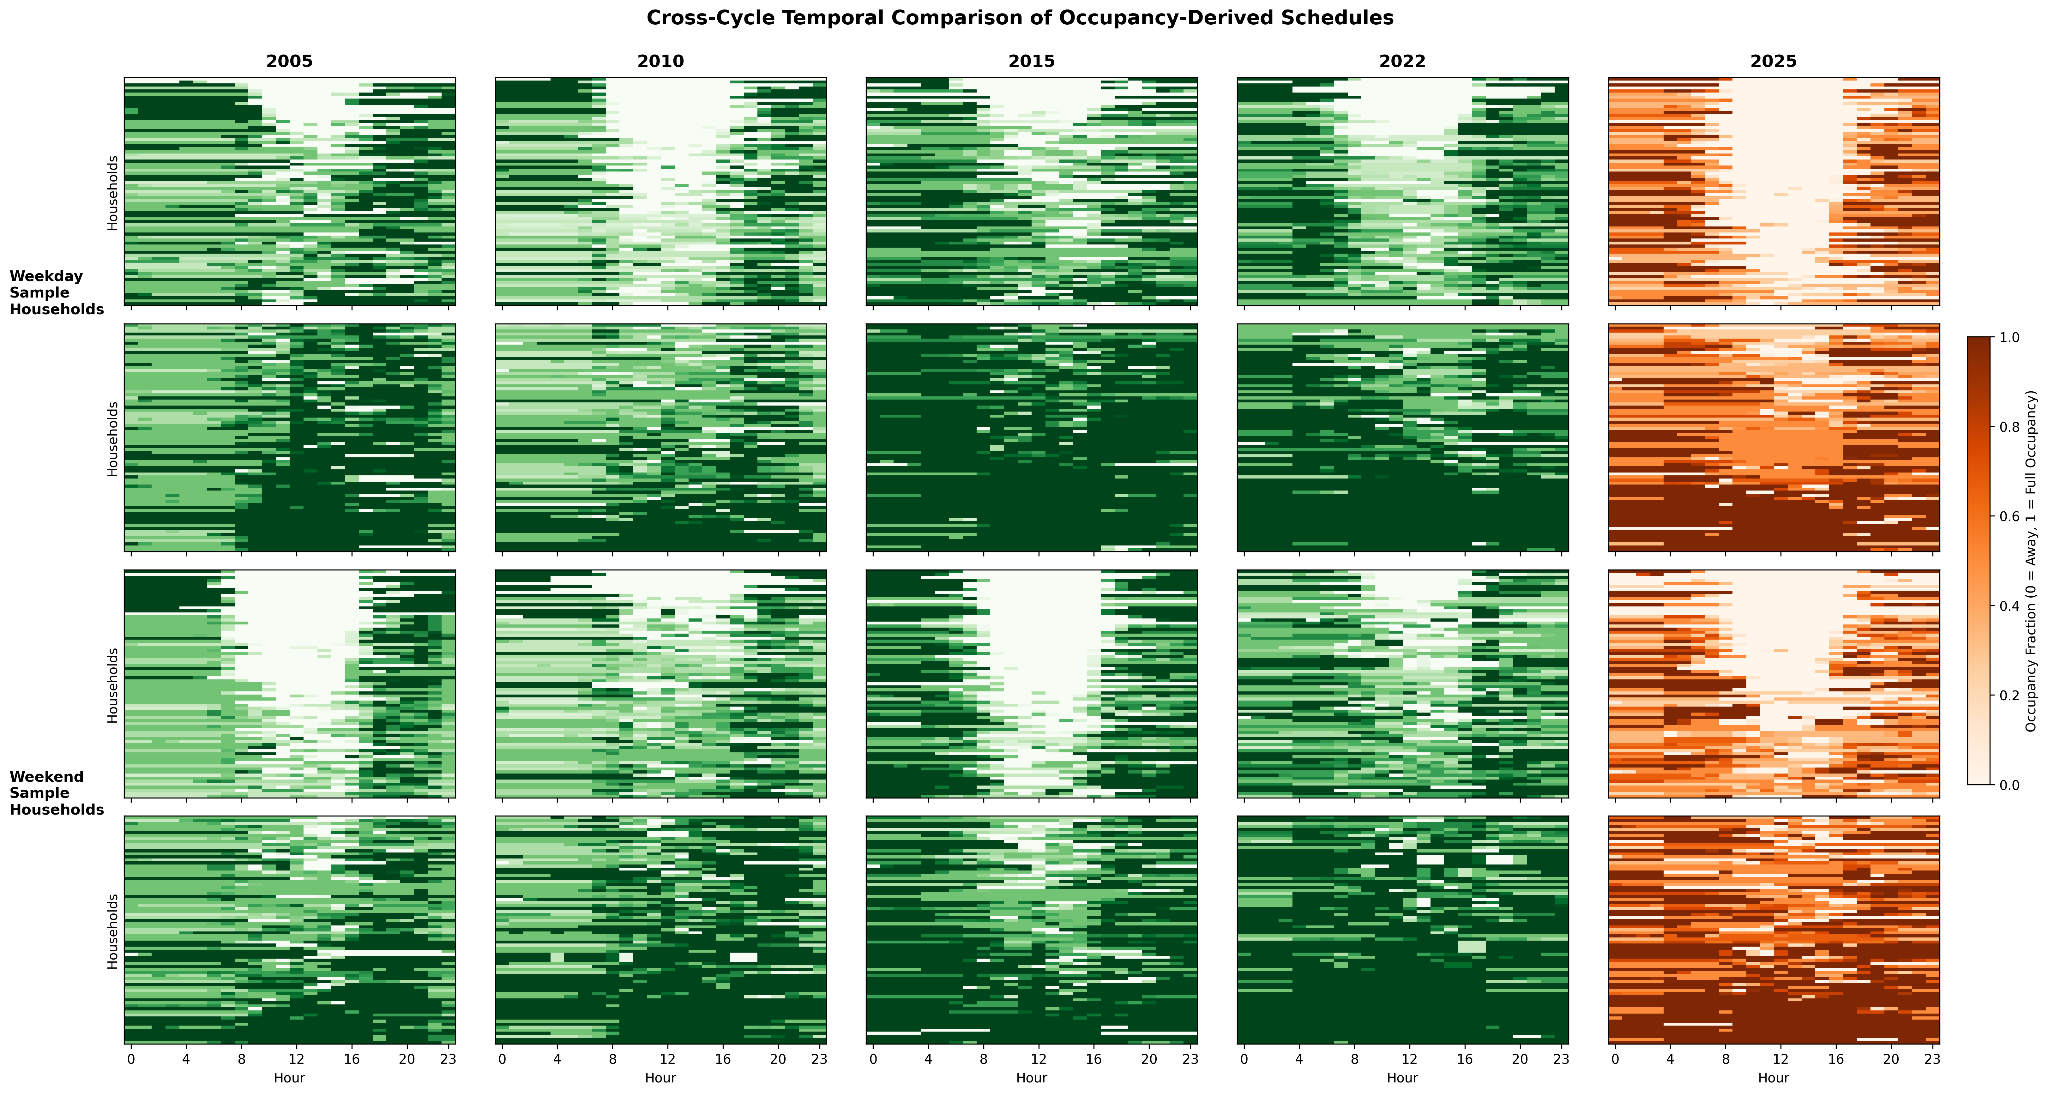 Cross-Cycle Temporal Comparison of Occupancy-Derived Schedules
2005 2010 2015 2022 2025
Households
Weekday
Sample
Households
Households
1.0
0.8
0.6
0.4
0.2
0.0
Occupancy Fraction (0 = Away, 1 = Full Occupancy)
Households
Weekend
Sample
Households
Households
0 4 8 12 16 20 23 0 4 8 12 16 20 23 0 4 8 12 16 20 23 0 4 8 12 16 20 23 0 4 8 12 16 20 23
Hour Hour Hour Hour Hour